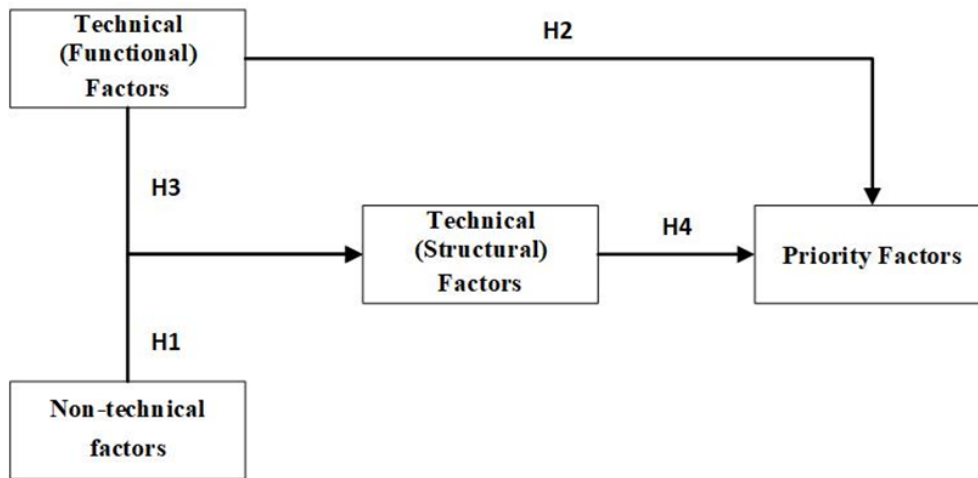 Technical
(Functional)
Factors
H2
H3
Technical
(Structural)
Factors
H4
Priority Factors
H1
Non-technical
factors